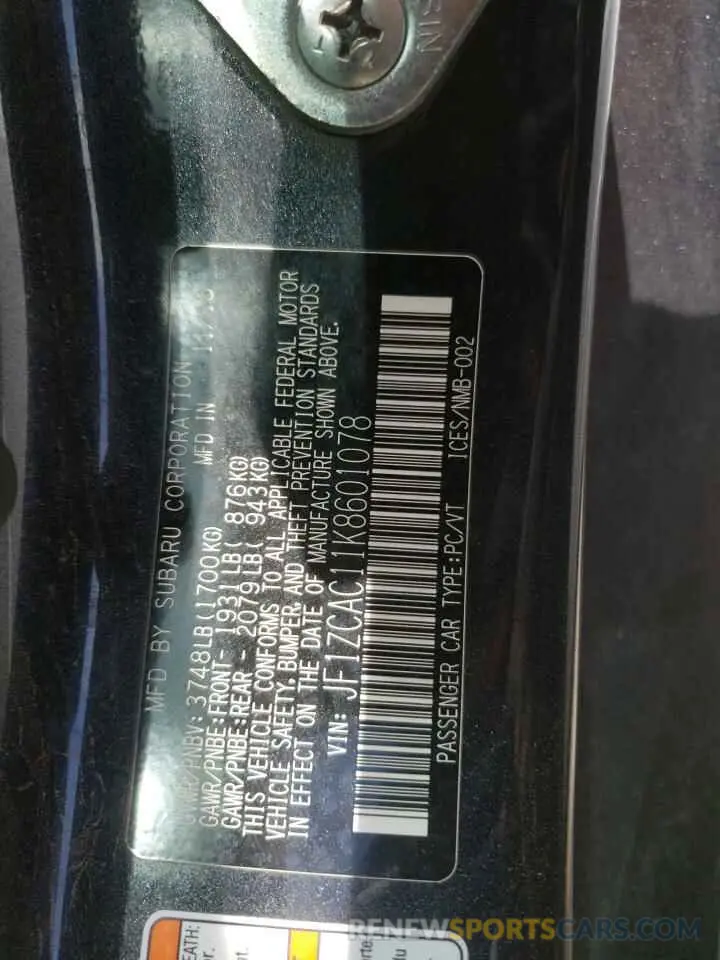 MFD BY SUBARU CORPORATION
MFD IN
GVWR/PNBV: 3748LB(1700KG)
GAWR/PNBE:FRONT- 1931LB( 876KG)
GAWR/PNBE:REAR - 2079LB( 943KG)
THIS VEHICLE CONFORMS TO ALL APPLICABLE FEDERAL MOTOR
VEHICLE SAFETY, BUMPER, AND THEFT PREVENTION STANDARDS
IN EFFECT ON THE DATE OF MANUFACTURE SHOWN ABOVE.
VIN: JF1ZCAC11K8601078
PASSENGER CAR TYPE:PC/VT ICES/NMB-002
EATH:
RENEWSPORTSCARS.COM